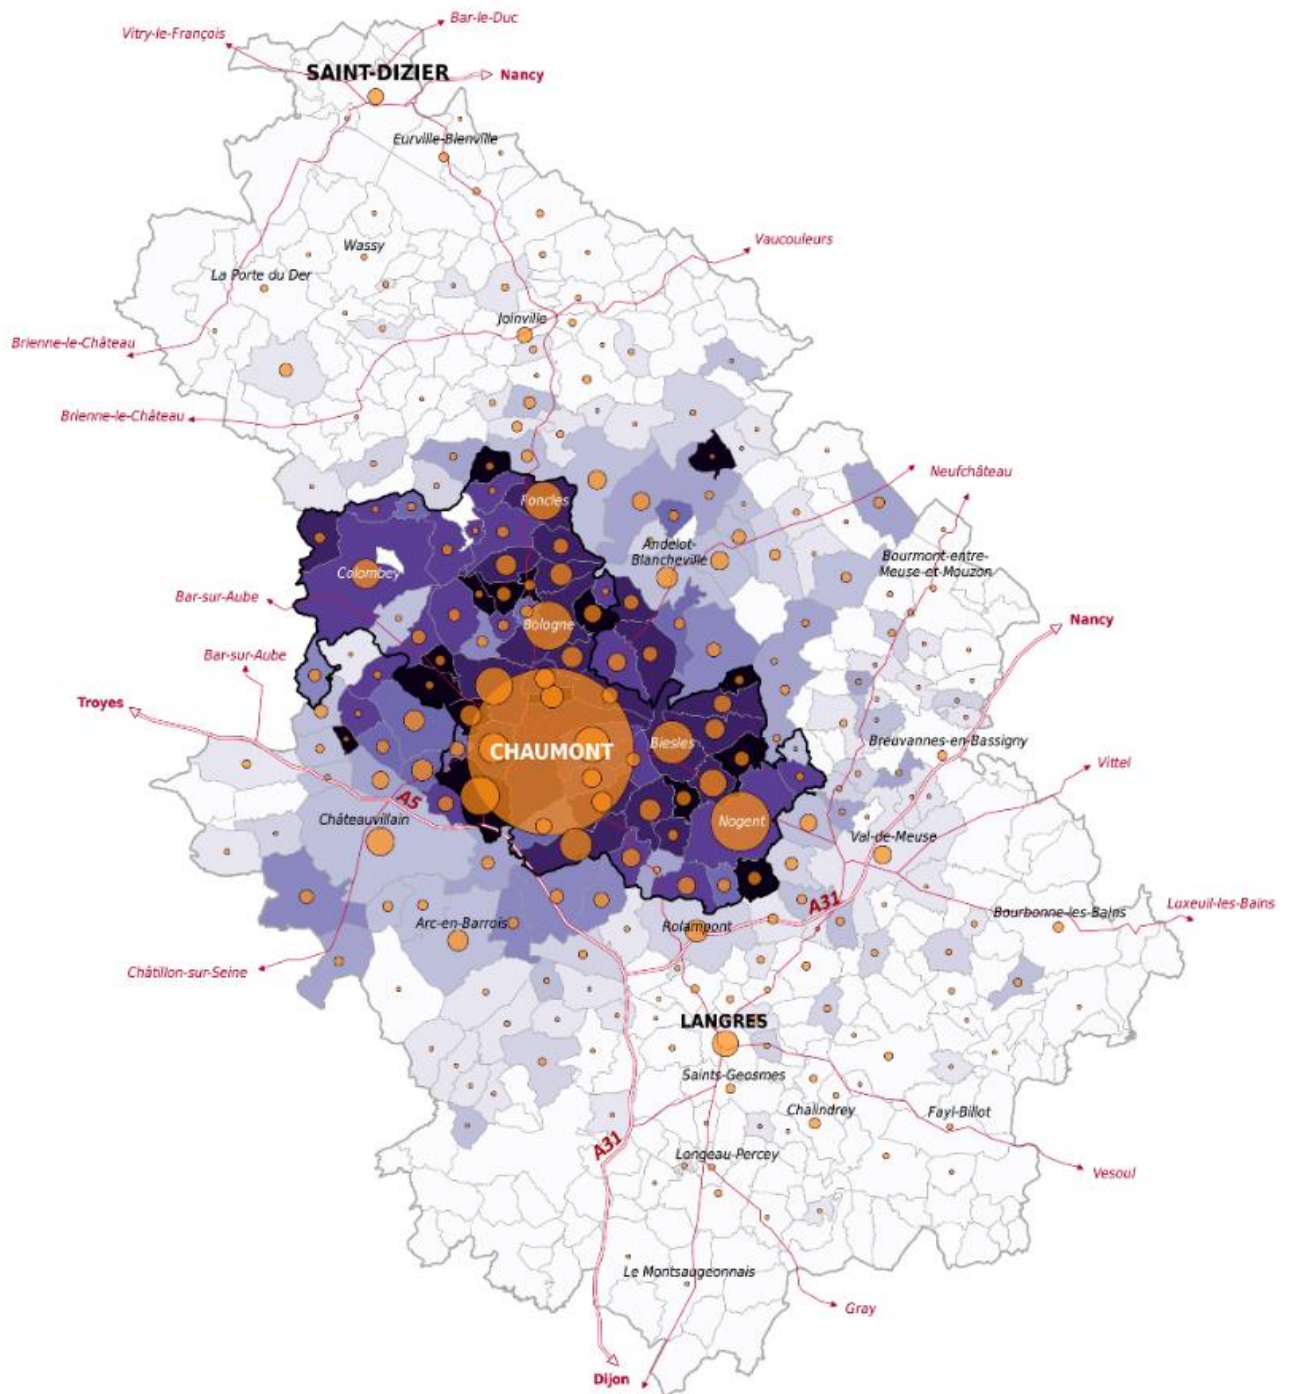 Bar-le-Duc
Vitry-le-François
SAINT-DIZIER
Nancy
Eurville-Bienville
Vaucouleurs
Wassy
La Porte du Der
Joinville
Brienne-le-Château
Brienne-le-Château
Neufchâteau
Foncles
Andelot-
Blancheville
Bourmont-entre-
Meuse-et-Mouzon
Colombey
Bar-sur-Aube
Bologne
Nancy
Bar-sur-Aube
Troyes
Biesles
Breuvannes-en-Bassigny
CHAUMONT
Vittel
A5
Châteauvillain
Nogent
Val-de-Meuse
A31
Luxeuil-les-Bains
Bourbonne-les-Bains
Arc-en-Barrois
Rolampont
Châtillon-sur-Seine
LANGRES
Saints-Geosmes
Chalindrey
Fayl-Billot
A31
Longeau-Percey
Vesoul
Le Montsaugeonnais
Gray
Dijon